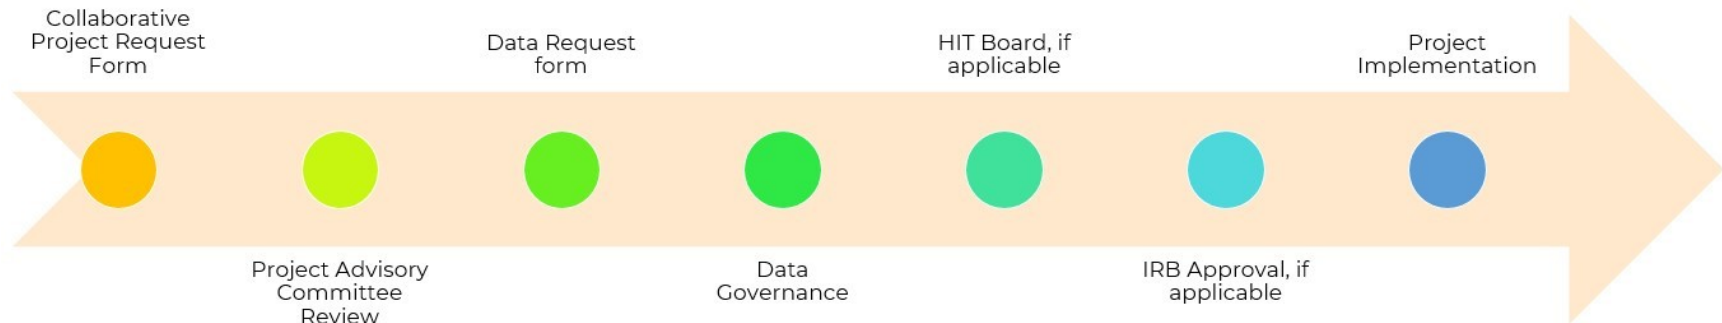 Collaborative
Project Request
Form
Project Advisory
Committee
Review
Data Request
form
Data
Governance
HIT Board, if
applicable
IRB Approval, if
applicable
Project
Implementation